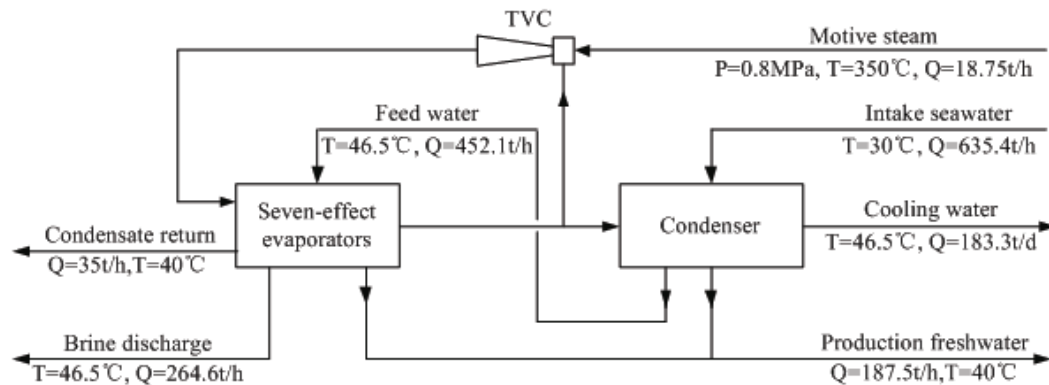 TVC
Motive steam
P=0.8MPa, T=350℃, Q=18.75t/h
Feed water
T=46.5℃, Q=452.1t/h
Intake seawater
T=30℃, Q=635.4t/h
Seven-effect
evaporators
Condenser
Cooling water
T=46.5℃, Q=183.3t/d
Condensate return
Q=35t/h,T=40℃
Brine discharge
T=46.5℃, Q=264.6t/h
Production freshwater
Q=187.5t/h,T=40℃